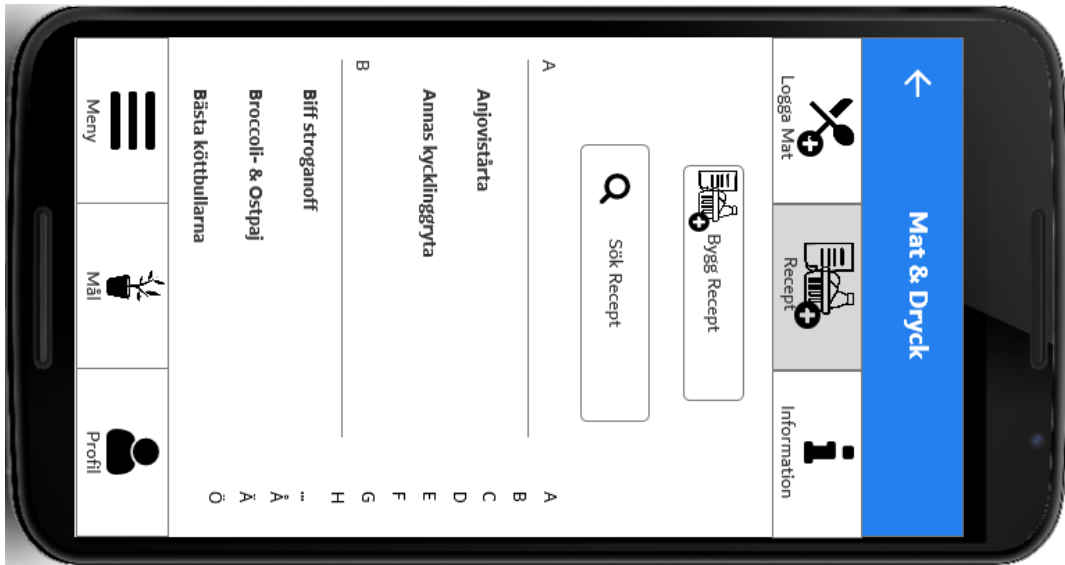 Mat & Dryck
Logga Mat
Recept
Information
Bygg Recept
Sök Recept
A
Anjovistårta
Annas kycklinggryta
B
Biff stroganoff
Broccoli- & Ostpaj
Bästa köttbullarna
A
B
C
D
E
F
G
H
...
Å
Ä
Ö
Meny
Mål
Profil